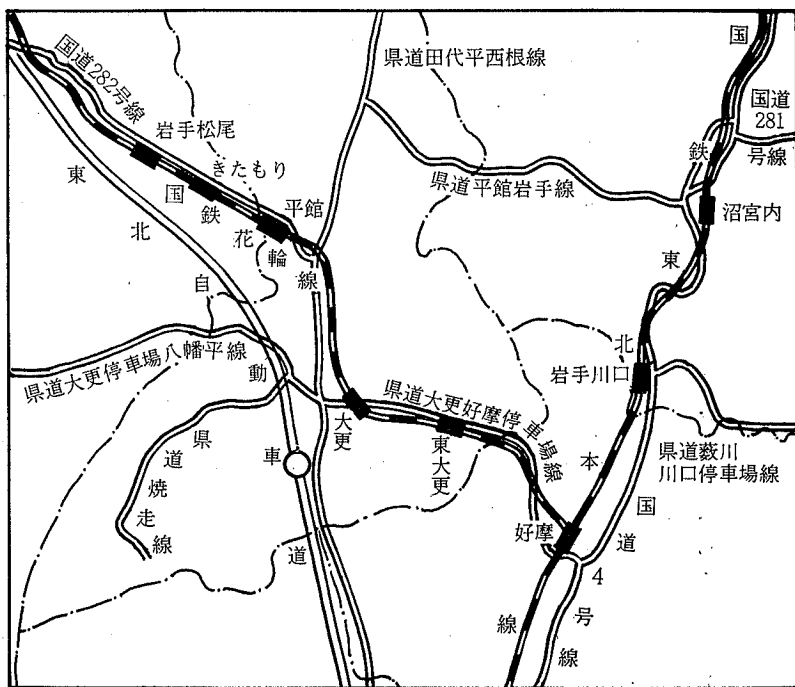 国道282号線
県道田代平西根線
国道
281
号線
岩手松尾
きたもり
平館
国鉄花輪線
県道平館岩手線
沼宮内
国鉄東北本線
東北自動車道
県道大更停車場八幡平線
岩手川口
県道大更好摩停車場線
大更
東大更
県道焼走線
県道薮川
川口停車場線
好摩
国道4号線